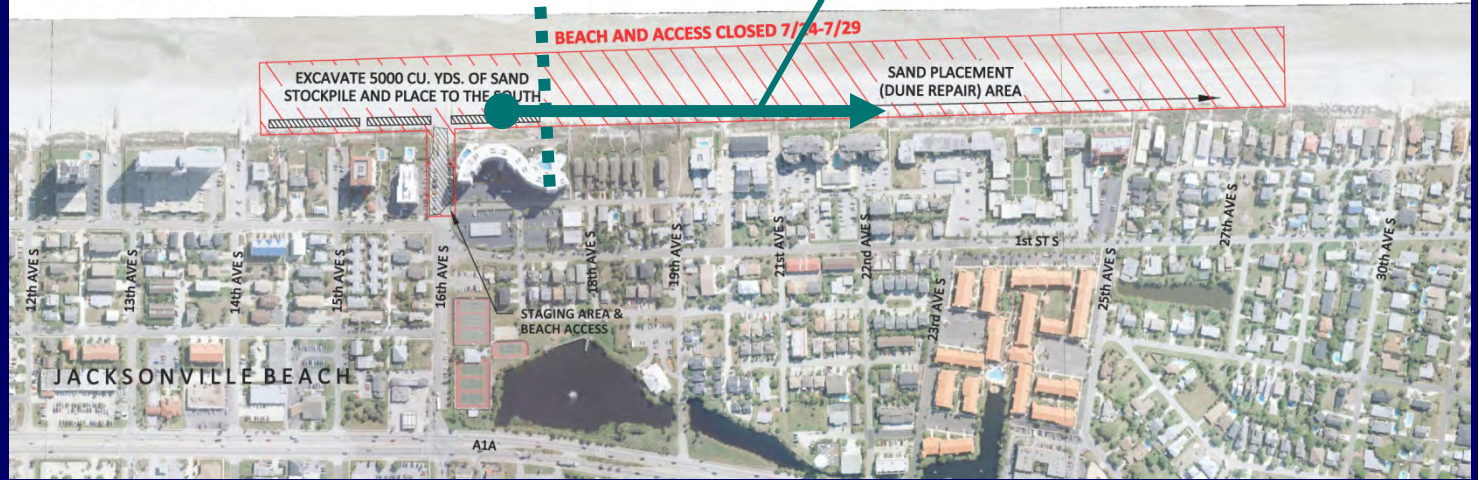 BEACH AND ACCESS CLOSED 7/24-7/29
EXCAVATE 5000 CU. YDS. OF SAND
STOCKPILE AND PLACE TO THE SOUTH
SAND PLACEMENT
(DUNE REPAIR) AREA
12th AVE S
13th AVE S
14th AVE S
15th AVE S
16th AVE S
18th AVE S
19th AVE S
21st AVE S
22nd AVE S
23rd AVE S
25th AVE S
27th AVE S
30th AVE S
1st ST S
STAGING AREA &
BEACH ACCESS
JACKSONVILLE BEACH
A1A